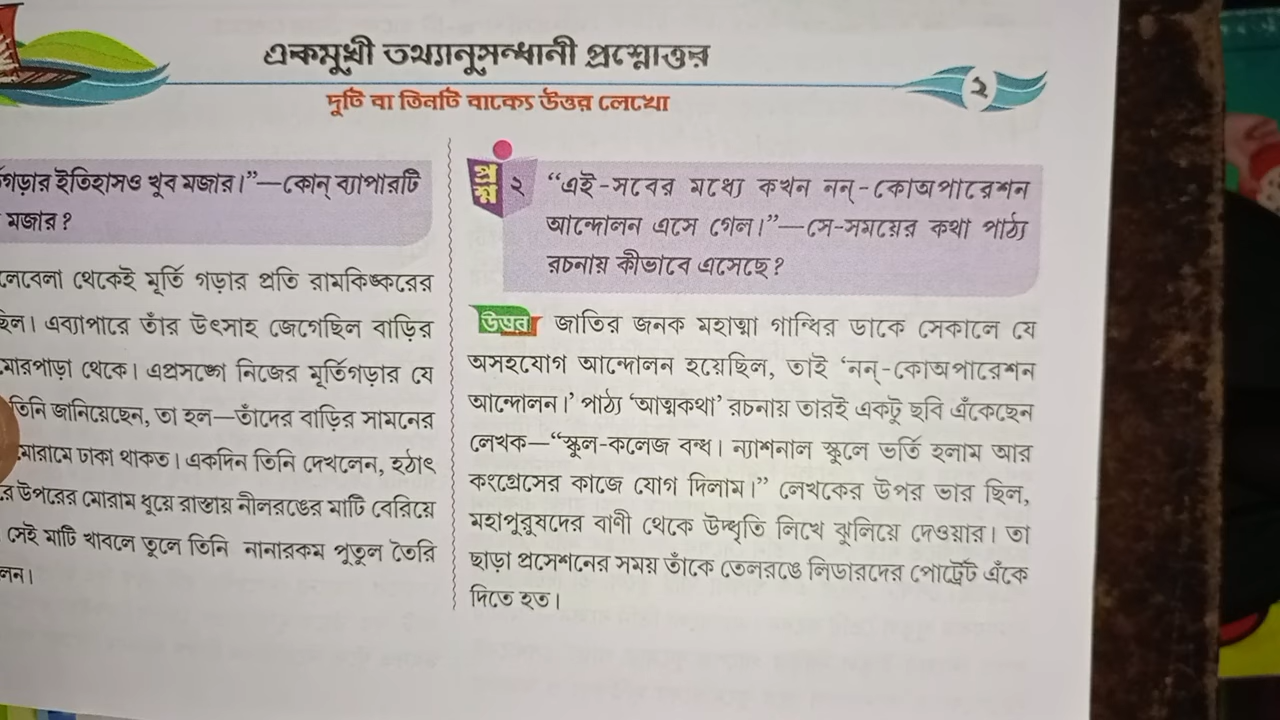 একমুখী তথ্যানুসন্ধানী প্রশ্নোত্তর
২
দুটি বা তিনটি বাক্যে উত্তর লেখো
গড়ার ইতিহাসও খুব মজার।”—কোন্ ব্যাপারটি
মজার?
থেকেই মূর্তি গড়ার প্রতি রামকিঙ্করের
এব্যাপারে তাঁর উৎসাহ জেগেছিল বাড়ির
থেকে। এপ্রসঙ্গে নিজের মূর্তিগড়ার যে
তিনি জানিয়েছেন, তা হল—তাঁদের বাড়ির সামনের
ঢাকা থাকত। একদিন তিনি দেখলেন, হঠাৎ
উপরের মোরাম ধুয়ে রাস্তায় নীলরঙের মাটি বেরিয়ে
সেই মাটি খাবলে তুলে তিনি নানারকম পুতুল তৈরি
প্রশ্ন ২ “এই-সবের মধ্যে কখন নন্-কোঅপারেশন
আন্দোলন এসে গেল।”—সে-সময়ের কথা পাঠ্য
রচনায় কীভাবে এসেছে?
উত্তর জাতির জনক মহাত্মা গান্ধির ডাকে সেকালে যে
অসহযোগ আন্দোলন হয়েছিল, তাই ‘নন্-কোঅপারেশন
আন্দোলন।’ পাঠ্য ‘আত্মকথা’ রচনায় তারই একটু ছবি এঁকেছেন
লেখক—“স্কুল-কলেজ বন্ধ। ন্যাশনাল স্কুলে ভর্তি হলাম আর
কংগ্রেসের কাজে যোগ দিলাম।” লেখকের উপর ভার ছিল,
মহাপুরুষদের বাণী থেকে উদ্ধৃতি লিখে ঝুলিয়ে দেওয়ার। তা
ছাড়া প্রসেশনের সময় তাঁকে তেলরঙে লিডারদের পোর্ট্রেট এঁকে
দিতে হত।